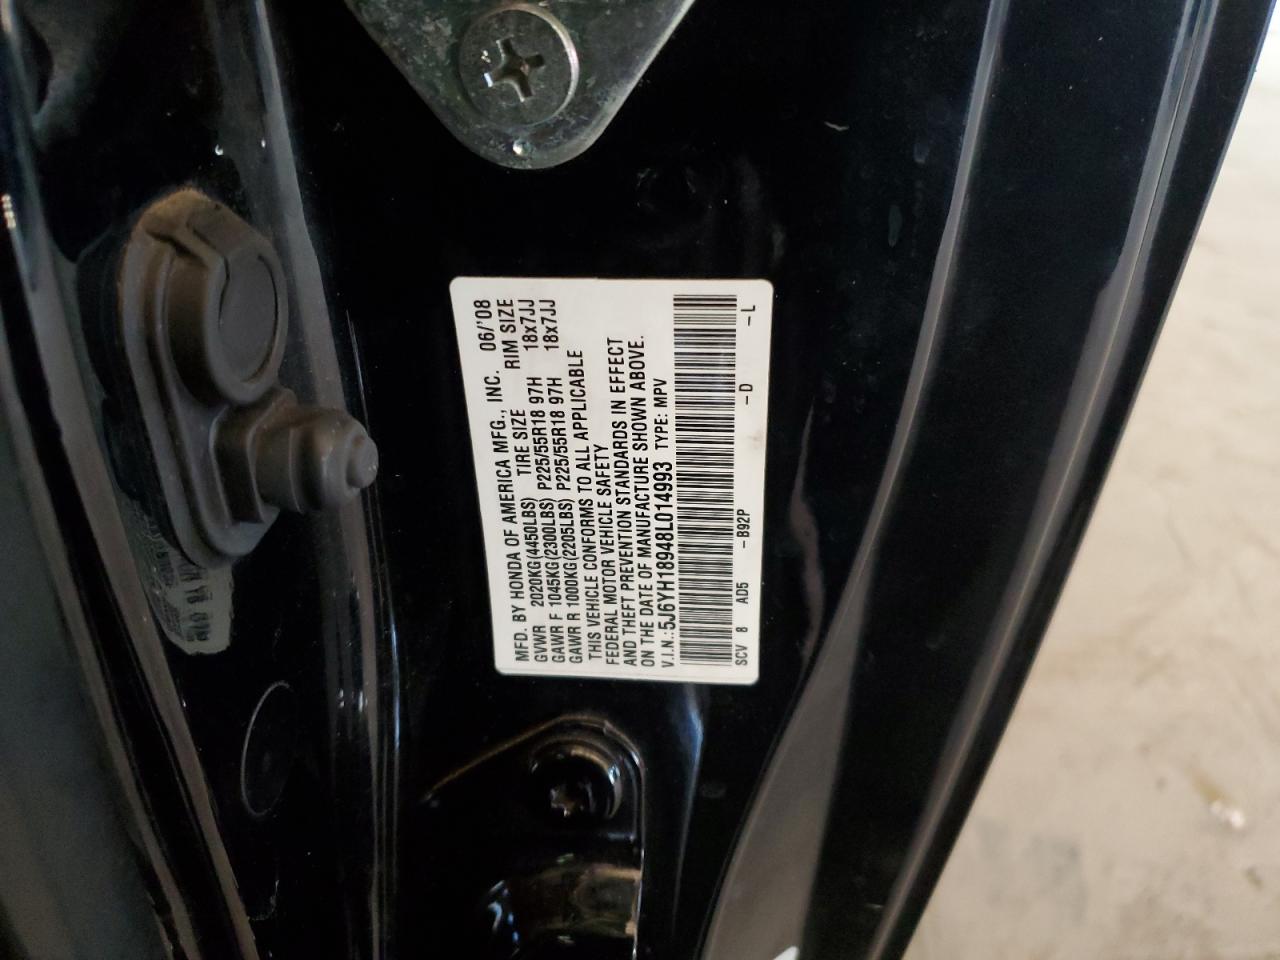 MFD. BY HONDA OF AMERICA MFG., INC. 06/'08
GVWR 2020KG(4450LBS) TIRE SIZE RIM SIZE
GAWR F 1045KG(2300LBS) P225/55R18 97H 18x7JJ
GAWR R 1000KG(2205LBS) P225/55R18 97H 18x7JJ
THIS VEHICLE CONFORMS TO ALL APPLICABLE
FEDERAL MOTOR VEHICLE SAFETY
AND THEFT PREVENTION STANDARDS IN EFFECT
ON THE DATE OF MANUFACTURE SHOWN ABOVE.
V.I.N.:5J6YH18948L014993 TYPE: MPV
SCV 8 AD5 -B92P -D -L